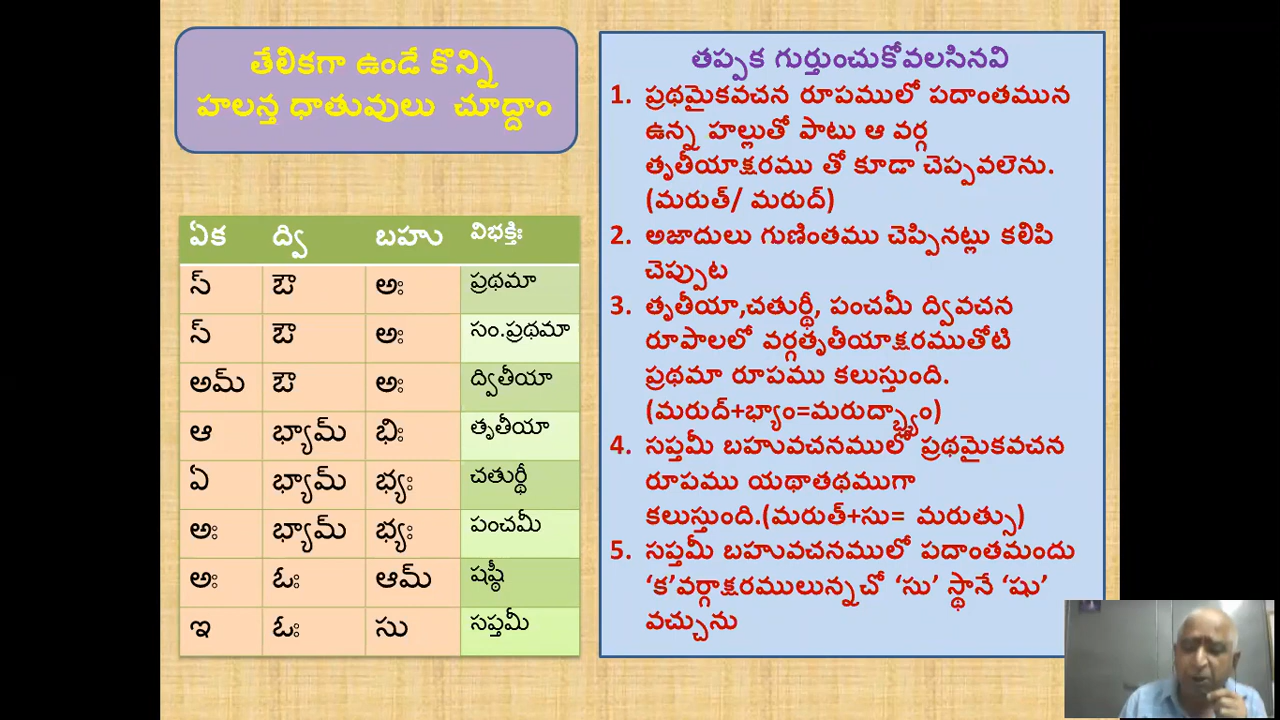 తేలికగా ఉండే కొన్ని
హలన్త ధాతువులు చూద్దాం
ఏక ద్వి బహు విభక్తిః
స్ ఔ అః ప్రథమా
స్ ఔ అః సం.ప్రథమా
అమ్ ఔ అః ద్వితీయా
ఆ భ్యామ్ భిః తృతీయా
ఏ భ్యామ్ భ్యః చతుర్థీ
అః భ్యామ్ భ్యః పంచమీ
అః ఓః ఆమ్ షష్ఠీ
ఇ ఓః సు సప్తమీ
తప్పక గుర్తుంచుకోవలసినవి
1. ప్రథమైకవచన రూపములో పదాంతమున
ఉన్న హల్లుతో పాటు ఆ వర్గ
తృతీయాక్షరము తో కూడా చెప్పవలెను.
(మరుత్/ మరుద్)
2. అజాదులు గుణింతము చెప్పినట్లు కలిపి
చెప్పుట
3. తృతీయా,చతుర్థీ, పంచమీ ద్వివచన
రూపాలలో వర్గతృతీయాక్షరముతోటి
ప్రథమా రూపము కలుస్తుంది.
(మరుద్+భ్యాం=మరుద్భ్యాం)
4. సప్తమీ బహువచనములో ప్రథమైకవచన
రూపము యథాతథముగా
కలుస్తుంది.(మరుత్+సు= మరుత్సు)
5. సప్తమీ బహువచనములో పదాంతమందు
‘క’వర్గాక్షరములున్నచో ‘సు’ స్థానే ‘షు’
వచ్చును